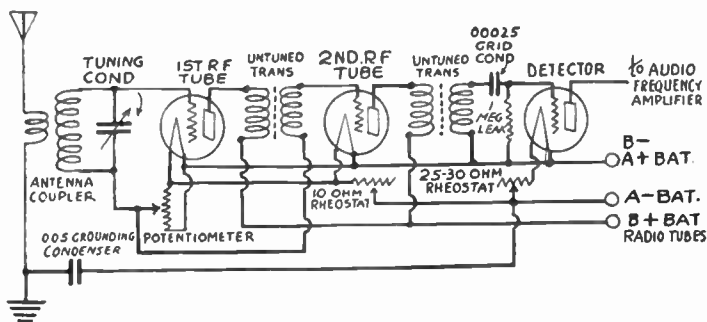 TUNING
COND
1ST RF
TUBE
UNTUNED
TRANS
2ND. RF
TUBE
UNTUNED
TRANS
00025
GRID
COND
DETECTOR
to AUDIO
FREQUENCY
AMPLIFIER
1
MEG
LEAK
B-
A+ BAT.
ANTENNA
COUPLER
10 OHM
RHEOSTAT
25-30 OHM
RHEOSTAT
A- BAT.
POTENTIOMETER
B+ BAT
RADIO TUBES
005 GROUNDING
CONDENSER